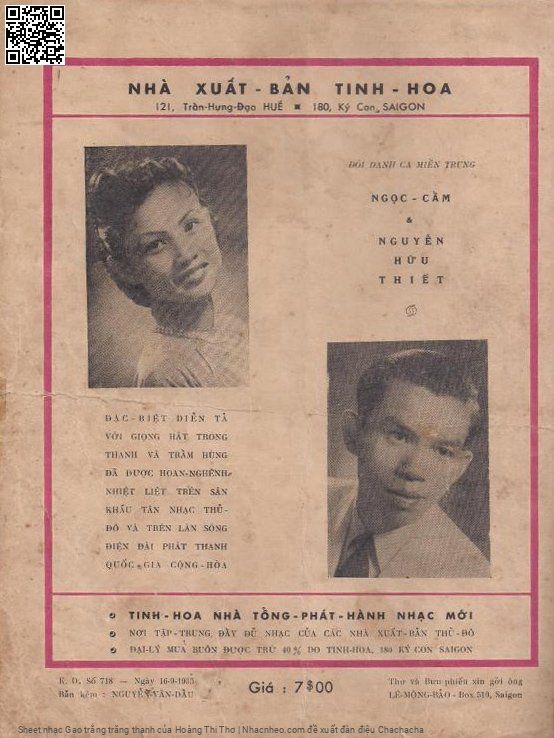 NHÀ XUẤT - BẢN TINH - HOA
121, Trần-Hưng-Đạo HUẾ ■ 180, Ký Con, SAIGON
ĐÔI DANH CA MIỀN TRUNG
NGỌC - CẦM
&
NGUYỄN
HỮU
THIẾT
ĐẶC - BIỆT DIỄN TẢ
VỚI GIỌNG HÁT TRONG
THANH VÀ TRẦM HÙNG
ĐÃ ĐƯỢC HOAN-NGHÊNH
NHIỆT LIỆT TRÊN SÂN
KHẤU TÂN NHẠC THỦ-
ĐÔ VÀ TRÊN LÀN SÓNG
ĐIỆN ĐÀI PHÁT THANH
QUỐC - GIA CỘNG - HÒA
TINH - HOA NHÀ TỔNG - PHÁT - HÀNH NHẠC MỚI
NƠI TẬP - TRUNG, ĐẦY ĐỦ NHẠC CỦA CÁC NHÀ XUẤT-BẢN THỦ-ĐÔ
ĐẠI-LÝ MUA BUÔN ĐƯỢC TRỪ 40% DO TINH-HOA, 180 KÝ CON SAIGON
K. D. Số 718 — Ngày 16-9-1955
Bản kẽm : NGUYỄN-VĂN-DẦU
Giá : 7$00
Thơ và Bưu phiếu xin gởi ông
LÊ-MỘNG-BẢO - Box 510, Saigon
Sheet nhạc Gạo trắng trăng thanh của Hoàng Thi Thơ | Nhacnheo.com đề xuất đàn điệu Chachacha